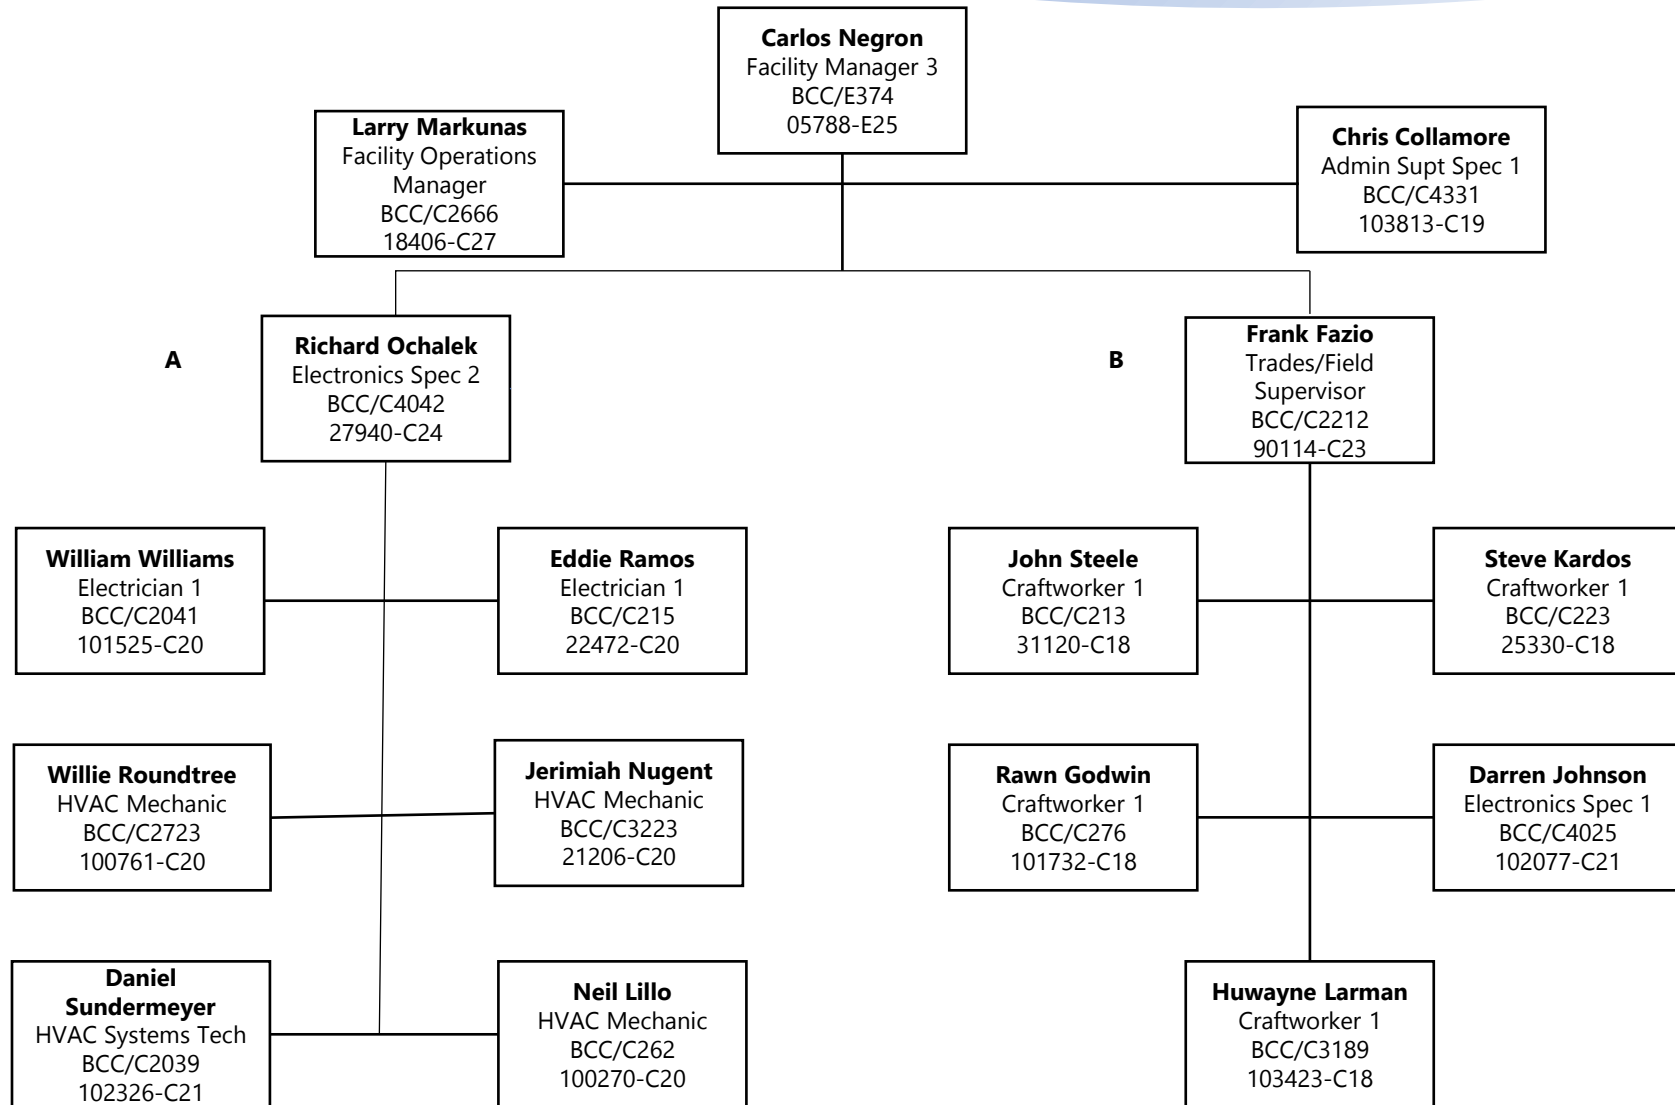 Carlos Negron
Facility Manager 3
BCC/E374
05788-E25
Larry Markunas
Facility Operations
Manager
BCC/C2666
18406-C27
Chris Collamore
Admin Supt Spec 1
BCC/C4331
103813-C19
A
Richard Ochalek
Electronics Spec 2
BCC/C4042
27940-C24
B
Frank Fazio
Trades/Field
Supervisor
BCC/C2212
90114-C23
William Williams
Electrician 1
BCC/C2041
101525-C20
Eddie Ramos
Electrician 1
BCC/C215
22472-C20
John Steele
Craftworker 1
BCC/C213
31120-C18
Steve Kardos
Craftworker 1
BCC/C223
25330-C18
Willie Roundtree
HVAC Mechanic
BCC/C2723
100761-C20
Jerimiah Nugent
HVAC Mechanic
BCC/C3223
21206-C20
Rawn Godwin
Craftworker 1
BCC/C276
101732-C18
Darren Johnson
Electronics Spec 1
BCC/C4025
102077-C21
Daniel
Sundermeyer
HVAC Systems Tech
BCC/C2039
102326-C21
Neil Lillo
HVAC Mechanic
BCC/C262
100270-C20
Huwayne Larman
Craftworker 1
BCC/C3189
103423-C18